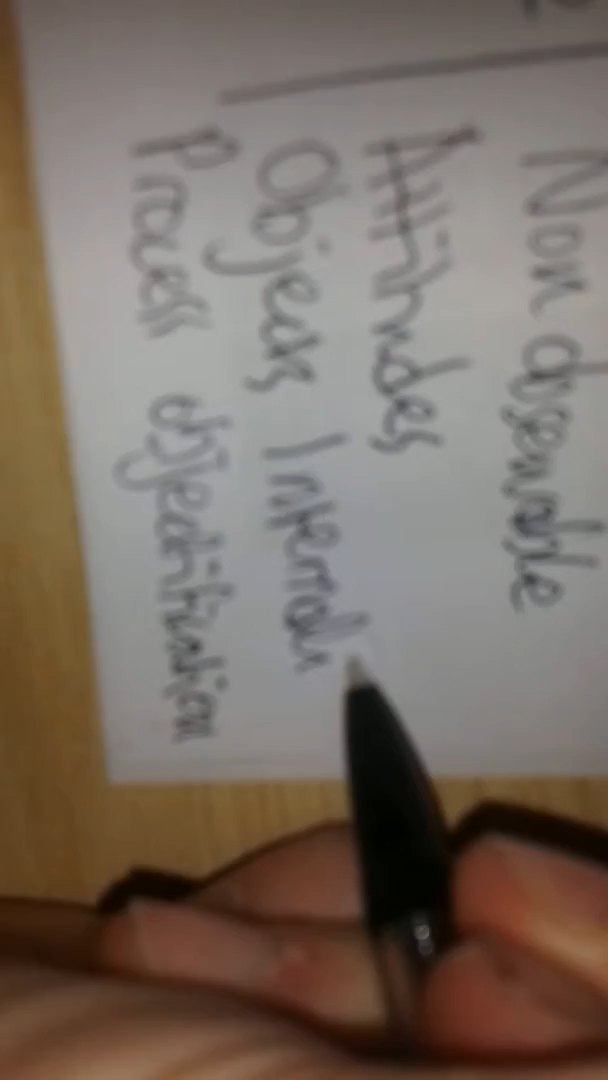 Non observable
Attitudes
Objects Internal
Process objectification